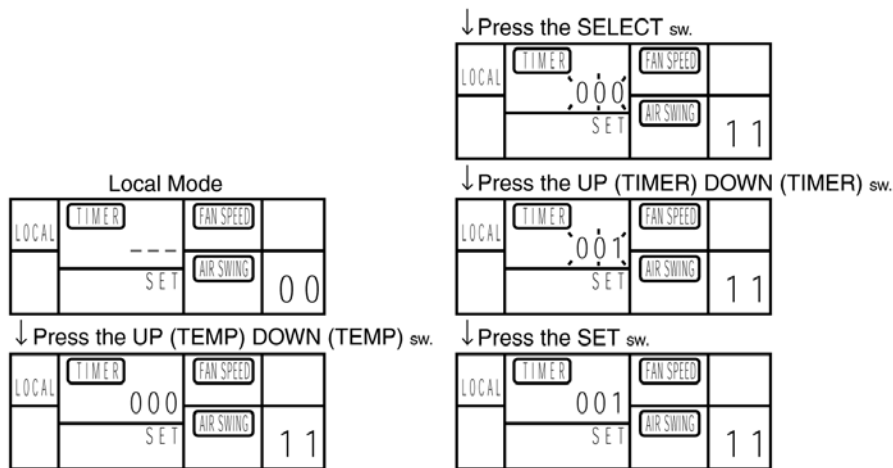 Local Mode
LOCAL TIMER --- FAN SPEED
SET AIR SWING 00
↓Press the UP (TEMP) DOWN (TEMP) sw.
LOCAL TIMER 000 FAN SPEED
SET AIR SWING 11
↓Press the SELECT sw.
LOCAL TIMER 000 FAN SPEED
SET AIR SWING 11
↓Press the UP (TIMER) DOWN (TIMER) sw.
LOCAL TIMER 001 FAN SPEED
SET AIR SWING 11
↓Press the SET sw.
LOCAL TIMER 001 FAN SPEED
SET AIR SWING 11